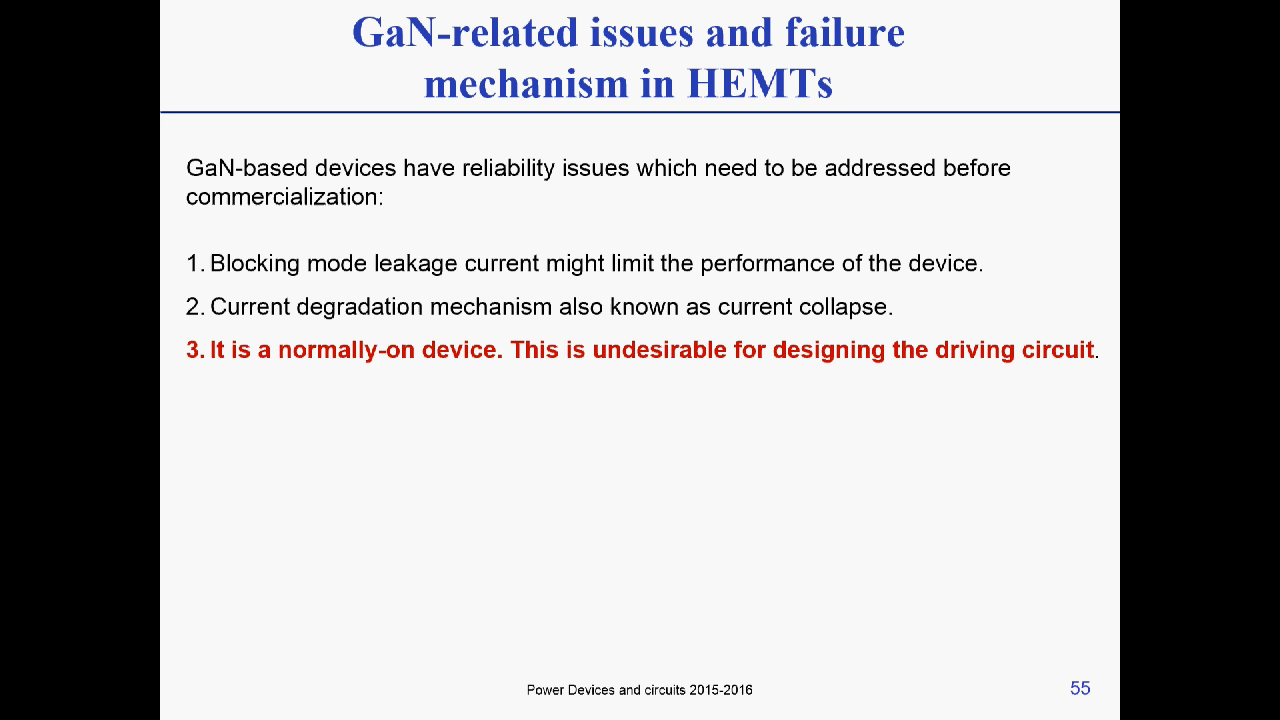 GaN-related issues and failure
mechanism in HEMTs
GaN-based devices have reliability issues which need to be addressed before
commercialization:
1. Blocking mode leakage current might limit the performance of the device.
2. Current degradation mechanism also known as current collapse.
3. It is a normally-on device. This is undesirable for designing the driving circuit.
Power Devices and circuits 2015-2016
55